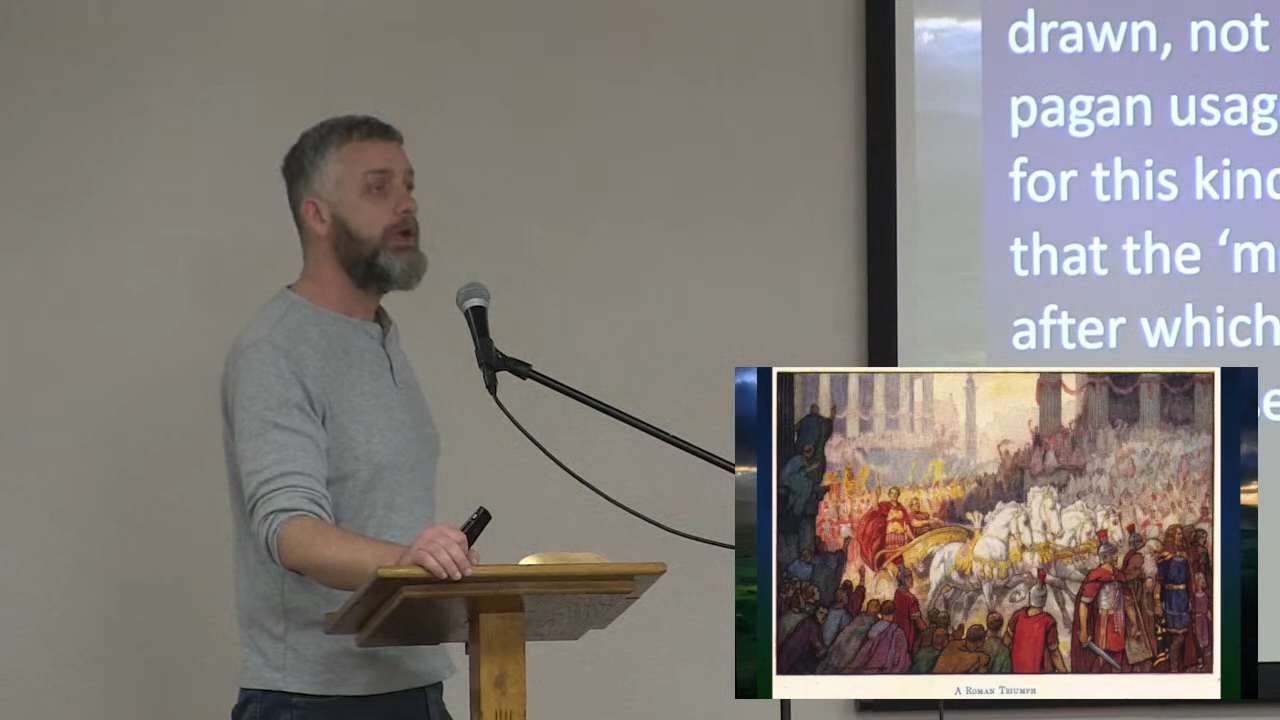 drawn, not
pagan usag
for this kind
that the ‘m
after which
A ROMAN TRIUMPH